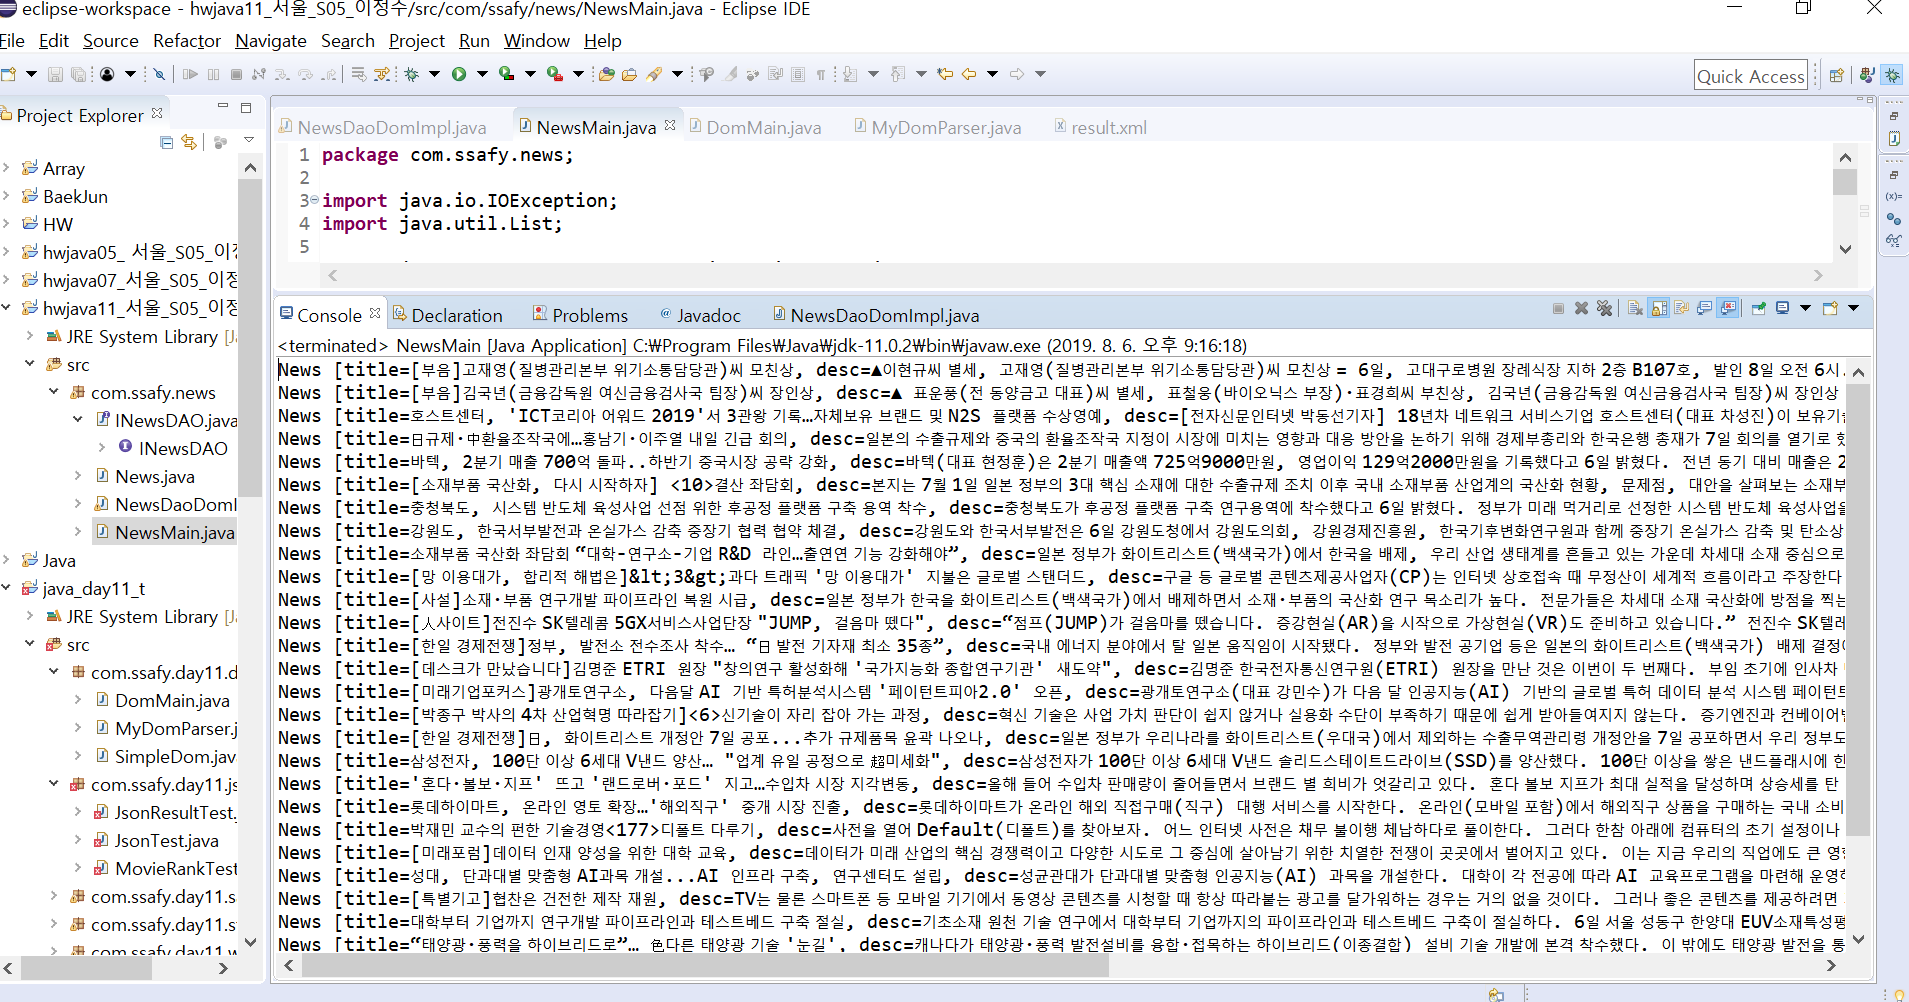 eclipse-workspace - hwjava11_서울_S05_이정수/src/com/ssafy/news/NewsMain.java - Eclipse IDE
File Edit Source Refactor Navigate Search Project Run Window Help
Quick Access
Project Explorer
Array
BaekJun
HW
hwjava05_ 서울_S05_이정
hwjava07_서울_S05_이정
hwjava11_서울_S05_이정
JRE System Library [J
src
com.ssafy.news
INewsDAO.java
INewsDAO
News.java
NewsDaoDomI
NewsMain.java
Java
java_day11_t
JRE System Library [J
src
com.ssafy.day11.d
DomMain.java
MyDomParser.j
SimpleDom.java
com.ssafy.day11.js
JsonResultTest.
JsonTest.java
MovieRankTest
com.ssafy.day11.s
com.ssafy.day11.s
com.ssafy.day11.w
NewsDaoDomImpl.java NewsMain.java DomMain.java MyDomParser.java result.xml
1 package com.ssafy.news;
2
3 import java.io.IOException;
4 import java.util.List;
5
Console Declaration Problems @ Javadoc NewsDaoDomImpl.java
<terminated> NewsMain [Java Application] C:₩Program Files₩Java₩jdk-11.0.2₩bin₩javaw.exe (2019. 8. 6. 오후 9:16:18)
News [title=[부음]고재영(질병관리본부 위기소통담당관)씨 모친상, desc=▲이현규씨 별세, 고재영(질병관리본부 위기소통담당관)씨 모친상 = 6일, 고대구로병원 장례식장 지하 2층 B107호, 발인 8일 오전 6시.
News [title=[부음]김국년(금융감독원 여신금융검사국 팀장)씨 장인상, desc=▲ 표운풍(전 동양금고 대표)씨 별세, 표철웅(바이오닉스 부장)·표경희씨 부친상, 김국년(금융감독원 여신금융검사국 팀장)씨 장인상
News [title=호스트센터, 'ICT코리아 어워드 2019'서 3관왕 기록…자체보유 브랜드 및 N2S 플랫폼 수상영예, desc=[전자신문인터넷 박동선기자] 18년차 네트워크 서비스기업 호스트센터(대표 차성진)이 보유기술
News [title=日규제·中환율조작국에…홍남기·이주열 내일 긴급 회의, desc=일본의 수출규제와 중국의 환율조작국 지정이 시장에 미치는 영향과 대응 방안을 논하기 위해 경제부총리와 한국은행 총재가 7일 회의를 열기로 했
News [title=바텍, 2분기 매출 700억 돌파..하반기 중국시장 공략 강화, desc=바텍(대표 현정훈)은 2분기 매출액 725억9000만원, 영업이익 129억2000만원을 기록했다고 6일 밝혔다. 전년 동기 대비 매출은 2
News [title=[소재부품 국산화, 다시 시작하자] <10>결산 좌담회, desc=본지는 7월 1일 일본 정부의 3대 핵심 소재에 대한 수출규제 조치 이후 국내 소재부품 산업계의 국산화 현황, 문제점, 대안을 살펴보는 소재부
News [title=충청북도, 시스템 반도체 육성사업 선점 위한 후공정 플랫폼 구축 용역 착수, desc=충청북도가 후공정 플랫폼 구축 연구용역에 착수했다고 6일 밝혔다. 정부가 미래 먹거리로 선정한 시스템 반도체 육성사업을
News [title=강원도, 한국서부발전과 온실가스 감축 중장기 협력 협약 체결, desc=강원도와 한국서부발전은 6일 강원도청에서 강원도의회, 강원경제진흥원, 한국기후변화연구원과 함께 중장기 온실가스 감축 및 탄소상
News [title=소재부품 국산화 좌담회 “대학-연구소-기업 R&D 라인…출연연 기능 강화해야”, desc=일본 정부가 화이트리스트(백색국가)에서 한국을 배제, 우리 산업 생태계를 흔들고 있는 가운데 차세대 소재 중심으로
News [title=[망 이용대가, 합리적 해법은]&lt;3&gt;과다 트래픽 '망 이용대가' 지불은 글로벌 스탠더드, desc=구글 등 글로벌 콘텐츠제공사업자(CP)는 인터넷 상호접속 때 무정산이 세계적 흐름이라고 주장한다
News [title=[사설]소재·부품 연구개발 파이프라인 복원 시급, desc=일본 정부가 한국을 화이트리스트(백색국가)에서 배제하면서 소재·부품의 국산화 연구 목소리가 높다. 전문가들은 차세대 소재 국산화에 방점을 찍는
News [title=[人사이트]전진수 SK텔레콤 5GX서비스사업단장 "JUMP, 걸음마 뗐다", desc=“점프(JUMP)가 걸음마를 뗐습니다. 증강현실(AR)을 시작으로 가상현실(VR)도 준비하고 있습니다.” 전진수 SK텔레
News [title=[한일 경제전쟁]정부, 발전소 전수조사 착수… “日 발전 기자재 최소 35종”, desc=국내 에너지 분야에서 탈 일본 움직임이 시작됐다. 정부와 발전 공기업 등은 일본의 화이트리스트(백색국가) 배제 결정이
News [title=[데스크가 만났습니다]김명준 ETRI 원장 "창의연구 활성화해 '국가지능화 종합연구기관' 새도약", desc=김명준 한국전자통신연구원(ETRI) 원장을 만난 것은 이번이 두 번째다. 부임 초기에 인사차
News [title=[미래기업포커스]광개토연구소, 다음달 AI 기반 특허분석시스템 '페이턴트피아2.0' 오픈, desc=광개토연구소(대표 강민수)가 다음 달 인공지능(AI) 기반의 글로벌 특허 데이터 분석 시스템 페이턴트
News [title=[박종구 박사의 4차 산업혁명 따라잡기]<6>신기술이 자리 잡아 가는 과정, desc=혁신 기술은 사업 가치 판단이 쉽지 않거나 실용화 수단이 부족하기 때문에 쉽게 받아들여지지 않는다. 증기엔진과 컨베이어벨
News [title=[한일 경제전쟁]日, 화이트리스트 개정안 7일 공포...추가 규제품목 윤곽 나오나, desc=일본 정부가 우리나라를 화이트리스트(우대국)에서 제외하는 수출무역관리령 개정안을 7일 공포하면서 우리 정부도
News [title=삼성전자, 100단 이상 6세대 V낸드 양산… "업계 유일 공정으로 超미세화", desc=삼성전자가 100단 이상 6세대 V낸드 솔리드스테이트드라이브(SSD)를 양산했다. 100단 이상을 쌓은 낸드플래시에 한
News [title='혼다·볼보·지프' 뜨고 '랜드로버·포드' 지고…수입차 시장 지각변동, desc=올해 들어 수입차 판매량이 줄어들면서 브랜드 별 희비가 엇갈리고 있다. 혼다 볼보 지프가 최대 실적을 달성하며 상승세를 탄
News [title=롯데하이마트, 온라인 영토 확장…'해외직구' 중개 시장 진출, desc=롯데하이마트가 온라인 해외 직접구매(직구) 대행 서비스를 시작한다. 온라인(모바일 포함)에서 해외직구 상품을 구매하는 국내 소비
News [title=박재민 교수의 펀한 기술경영<177>디폴트 다루기, desc=사전을 열어 Default(디폴트)를 찾아보자. 어느 인터넷 사전은 채무 불이행 체납하다로 풀이한다. 그러다 한참 아래에 컴퓨터의 초기 설정이나
News [title=[미래포럼]데이터 인재 양성을 위한 대학 교육, desc=데이터가 미래 산업의 핵심 경쟁력이고 다양한 시도로 그 중심에 살아남기 위한 치열한 전쟁이 곳곳에서 벌어지고 있다. 이는 지금 우리의 직업에도 큰 영향
News [title=성대, 단과대별 맞춤형 AI과목 개설...AI 인프라 구축, 연구센터도 설립, desc=성균관대가 단과대별 맞춤형 인공지능(AI) 과목을 개설한다. 대학이 각 전공에 따라 AI 교육프로그램을 마련해 운영하
News [title=[특별기고]협찬은 건전한 제작 재원, desc=TV는 물론 스마트폰 등 모바일 기기에서 동영상 콘텐츠를 시청할 때 항상 따라붙는 광고를 달가워하는 경우는 거의 없을 것이다. 그러나 좋은 콘텐츠를 제공하려면
News [title=대학부터 기업까지 연구개발 파이프라인과 테스트베드 구축 절실, desc=기초소재 원천 기술 연구에서 대학부터 기업까지의 파이프라인과 테스트베드 구축이 절실하다. 6일 서울 성동구 한양대 EUV소재특성평
News [title=“태양광·풍력을 하이브리드로”… 色다른 태양광 기술 '눈길', desc=캐나다가 태양광·풍력 발전설비를 융합·접목하는 하이브리드(이종결합) 설비 기술 개발에 본격 착수했다. 이 밖에도 태양광 발전을 통